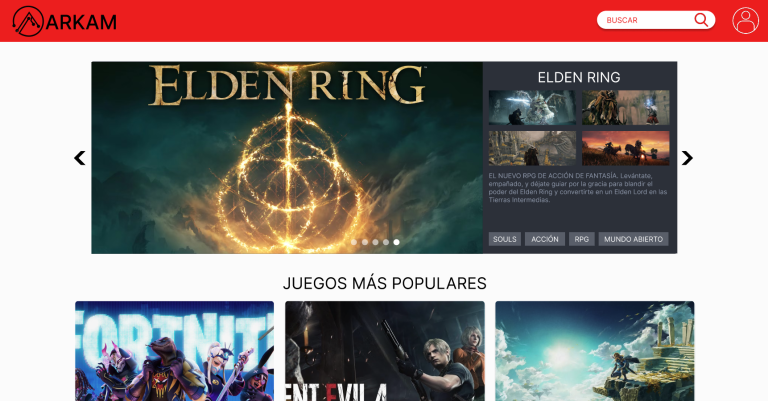 ARKAM
BUSCAR
ELDEN RING
ELDEN RING
EL NUEVO RPG DE ACCIÓN DE FANTASÍA. Levántate,
empañado, y déjate guiar por la gracia para blandir el
poder del Elden Ring y convertirte en un Elden Lord en las
Tierras Intermedias.
SOULS
ACCIÓN
RPG
MUNDO ABIERTO
JUEGOS MÁS POPULARES
FORTNITE
ENT EVIL 4